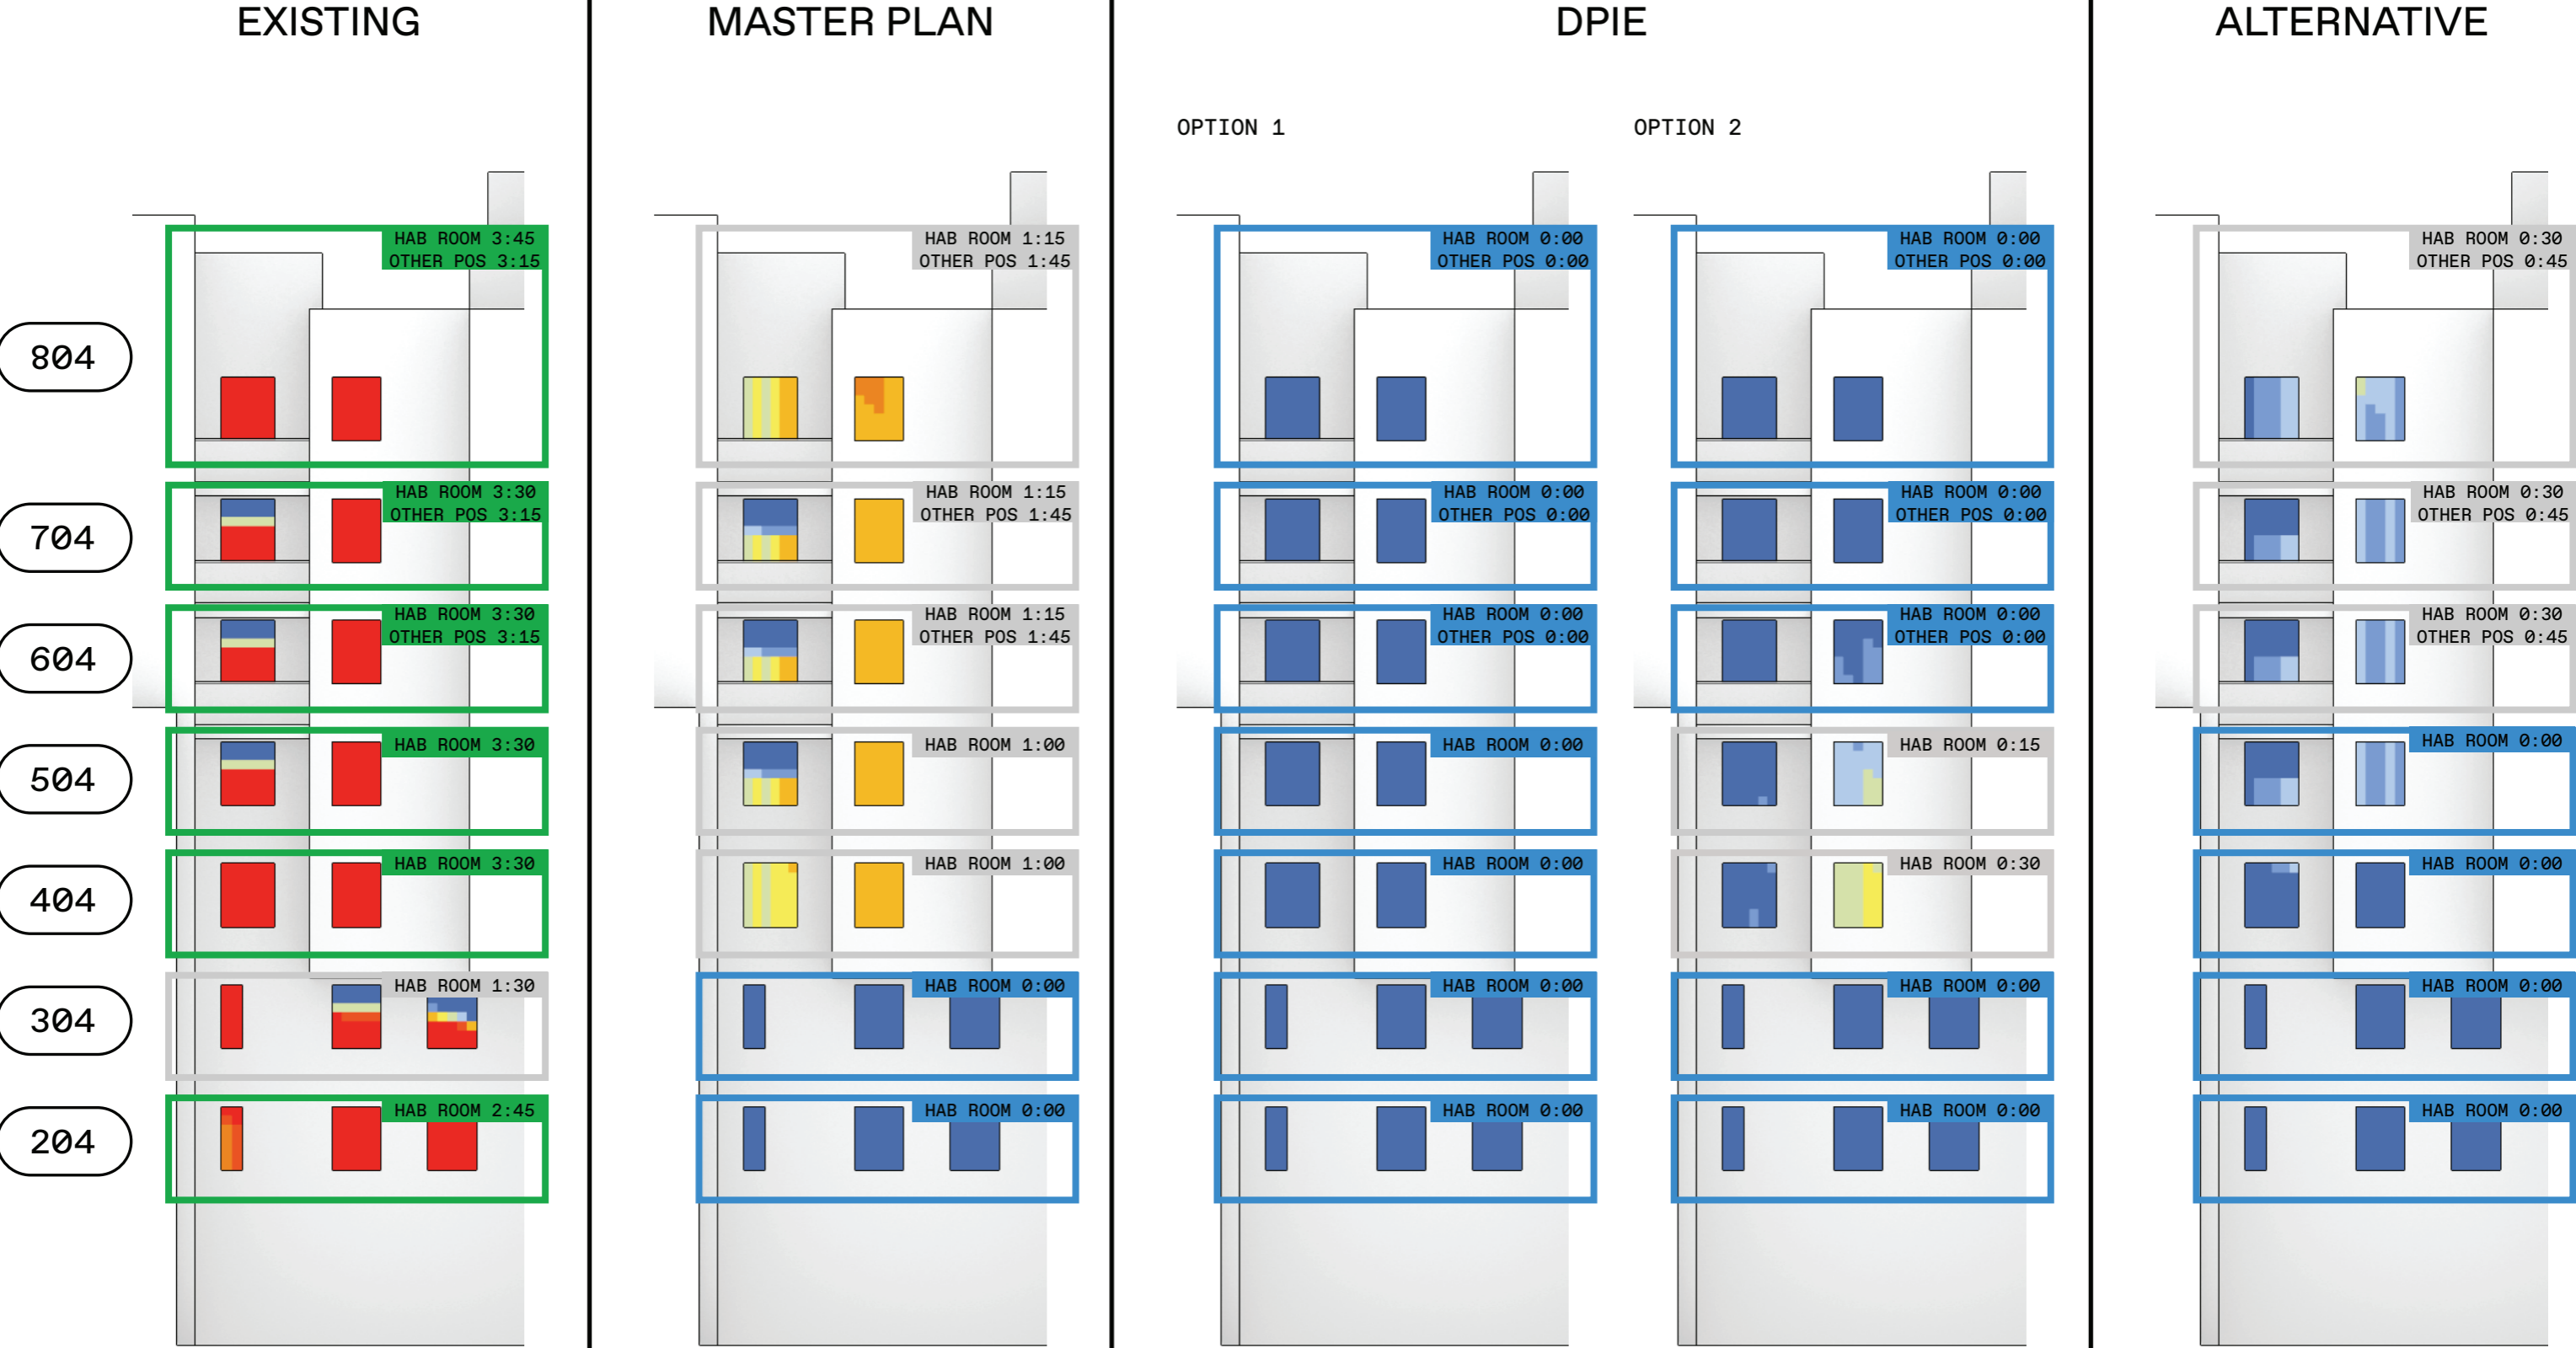 EXISTING
MASTER PLAN
DPIE
ALTERNATIVE
OPTION 1
OPTION 2
804
HAB ROOM 3:45
OTHER POS 3:15
HAB ROOM 1:15
OTHER POS 1:45
HAB ROOM 0:00
OTHER POS 0:00
HAB ROOM 0:00
OTHER POS 0:00
HAB ROOM 0:30
OTHER POS 0:45
704
HAB ROOM 3:30
OTHER POS 3:15
HAB ROOM 1:15
OTHER POS 1:45
HAB ROOM 0:00
OTHER POS 0:00
HAB ROOM 0:00
OTHER POS 0:00
HAB ROOM 0:30
OTHER POS 0:45
604
HAB ROOM 3:30
OTHER POS 3:15
HAB ROOM 1:15
OTHER POS 1:45
HAB ROOM 0:00
OTHER POS 0:00
HAB ROOM 0:00
OTHER POS 0:00
HAB ROOM 0:30
OTHER POS 0:45
504
HAB ROOM 3:30
HAB ROOM 1:00
HAB ROOM 0:00
HAB ROOM 0:15
HAB ROOM 0:00
404
HAB ROOM 3:30
HAB ROOM 1:00
HAB ROOM 0:00
HAB ROOM 0:30
HAB ROOM 0:00
304
HAB ROOM 1:30
HAB ROOM 0:00
HAB ROOM 0:00
HAB ROOM 0:00
HAB ROOM 0:00
204
HAB ROOM 2:45
HAB ROOM 0:00
HAB ROOM 0:00
HAB ROOM 0:00
HAB ROOM 0:00